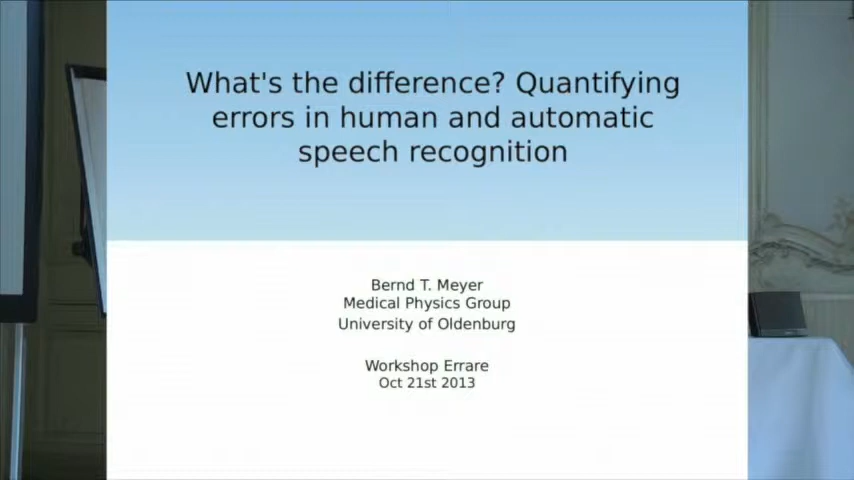 What's the difference? Quantifying
errors in human and automatic
speech recognition
Bernd T. Meyer
Medical Physics Group
University of Oldenburg
Workshop Errare
Oct 21st 2013